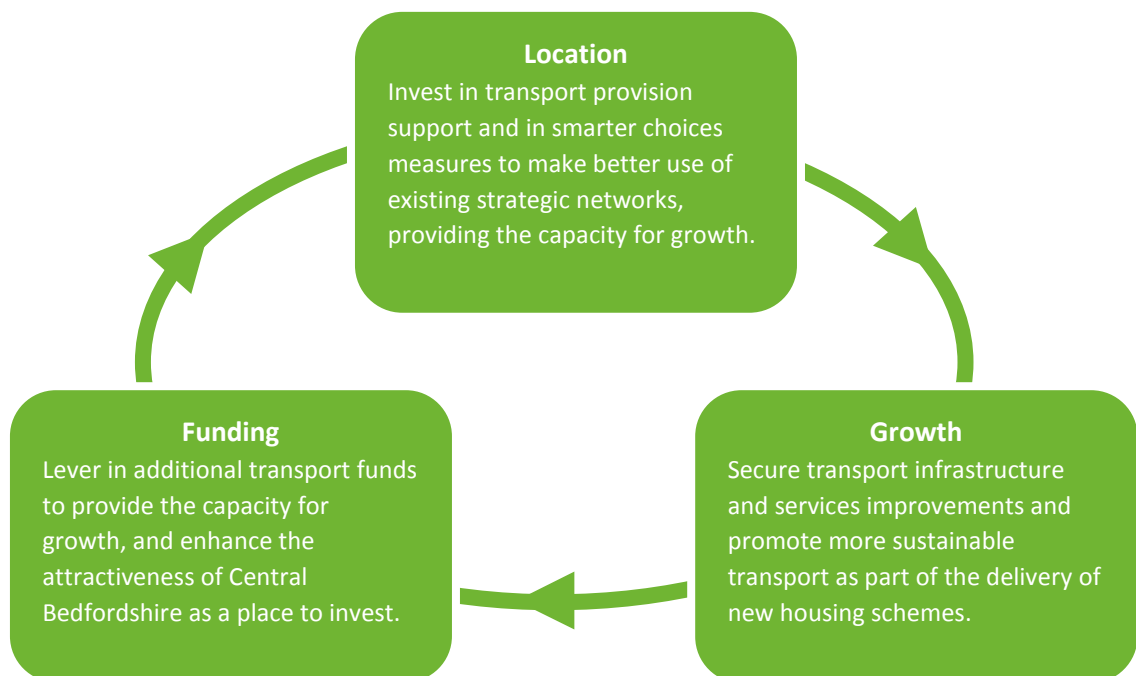 Location
Invest in transport provision
support and in smarter choices
measures to make better use of
existing strategic networks,
providing the capacity for growth.
Funding
Lever in additional transport funds
to provide the capacity for
growth, and enhance the
attractiveness of Central
Bedfordshire as a place to invest.
Growth
Secure transport infrastructure
and services improvements and
promote more sustainable
transport as part of the delivery of
new housing schemes.